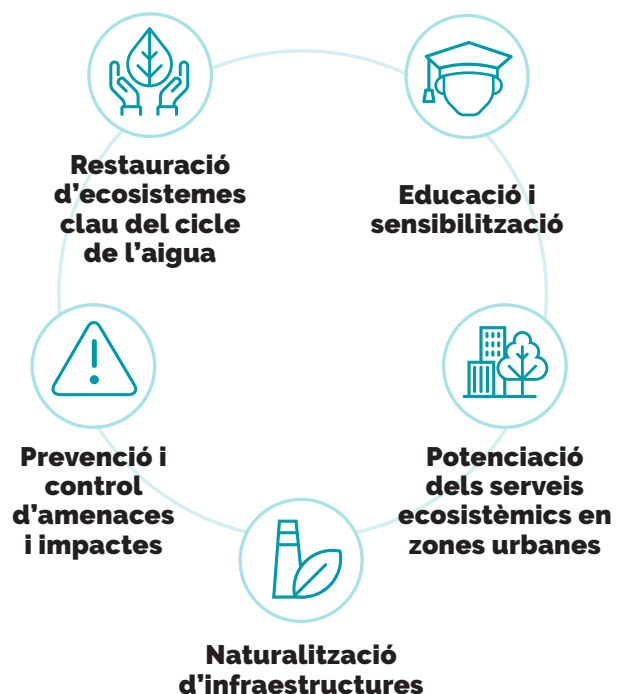 Restauració
d'ecosistemes
clau del cicle
de l'aigua
Educació i
sensibilització
Prevenció i
control
d'amenaces
i impactes
Potenciació
dels serveis
ecosistèmics en
zones urbanes
Naturalització
d'infraestructures